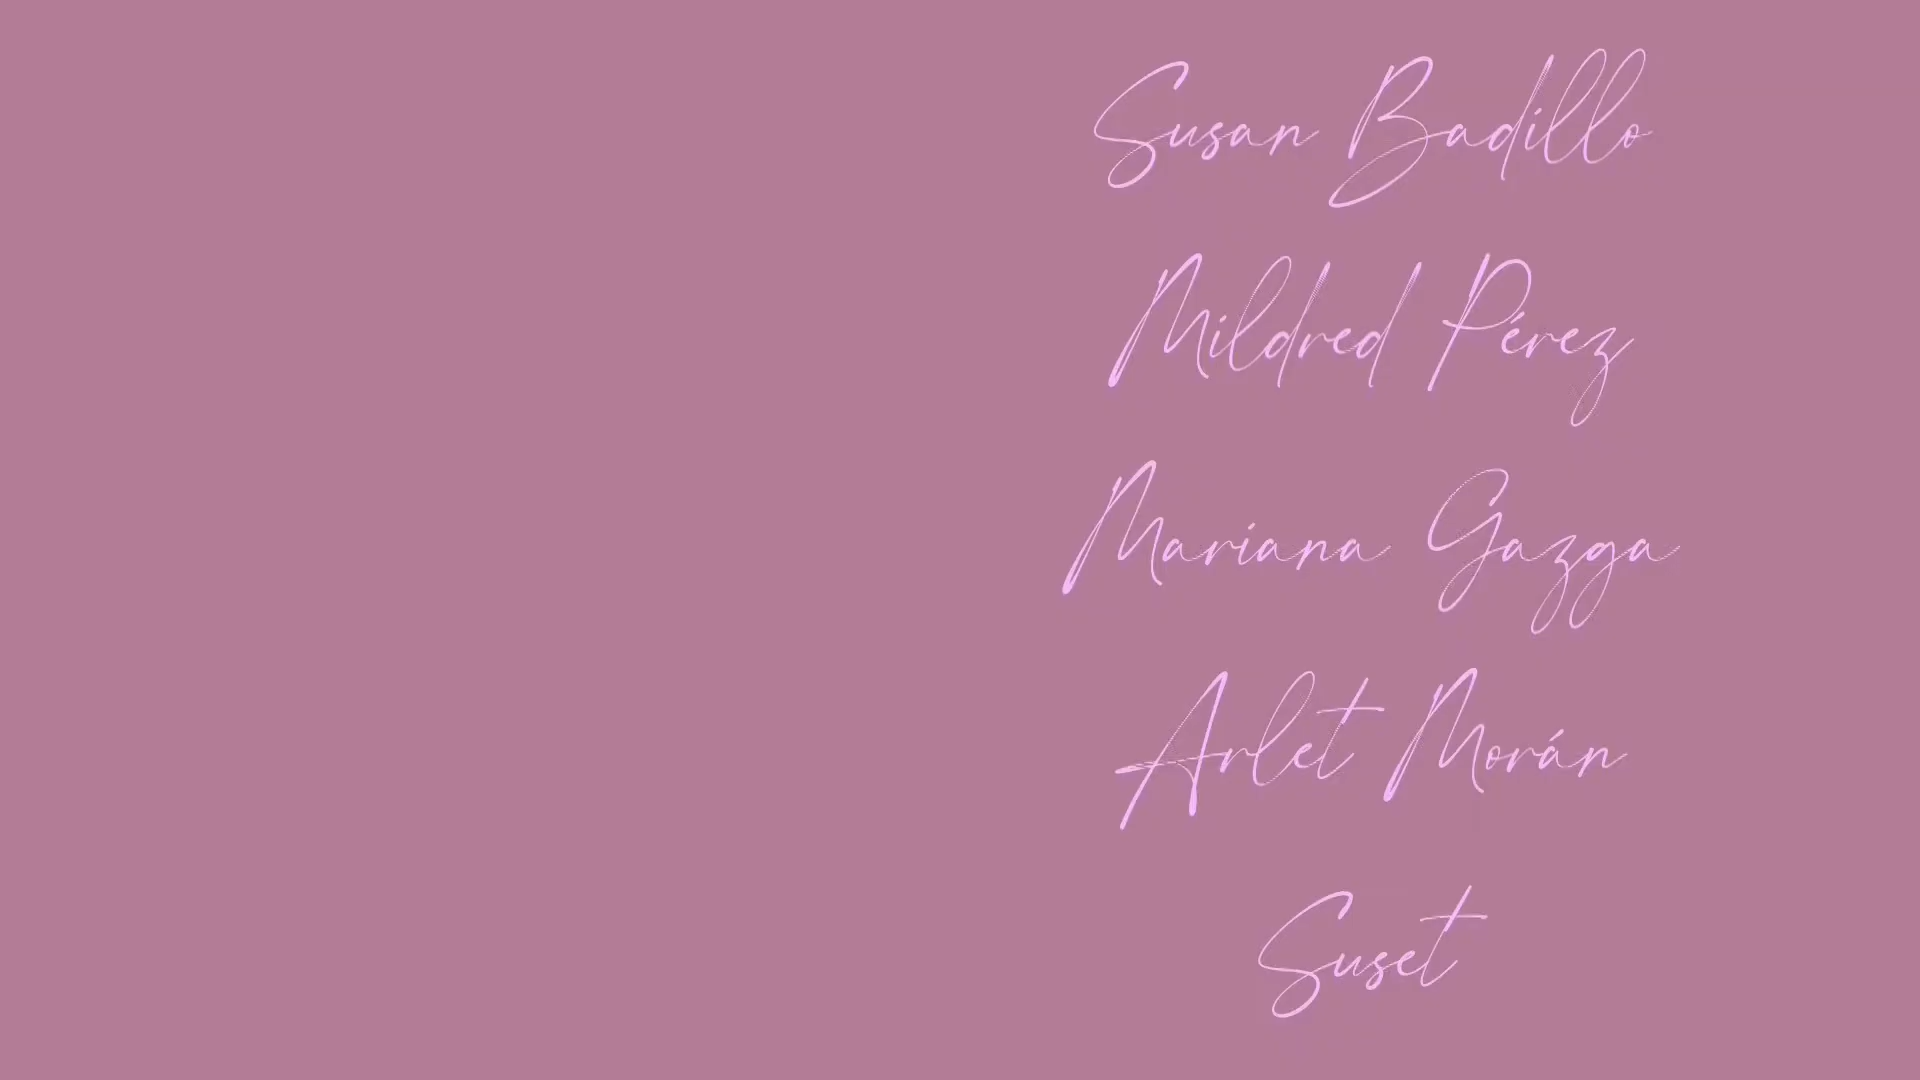 Susan Badillo
Mildred Pérez
Mariana Gazga
Arlet Morán
Suset